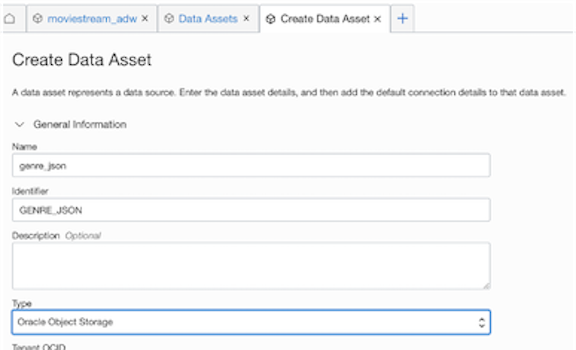 moviestream_adw × Data Assets × Create Data Asset × +
Create Data Asset
A data asset represents a data source. Enter the data asset details, and then add the default connection details to that data asset.
General Information
Name
genre_json
Identifier
GENRE_JSON
Description Optional
Type
Oracle Object Storage
Tenant OCID